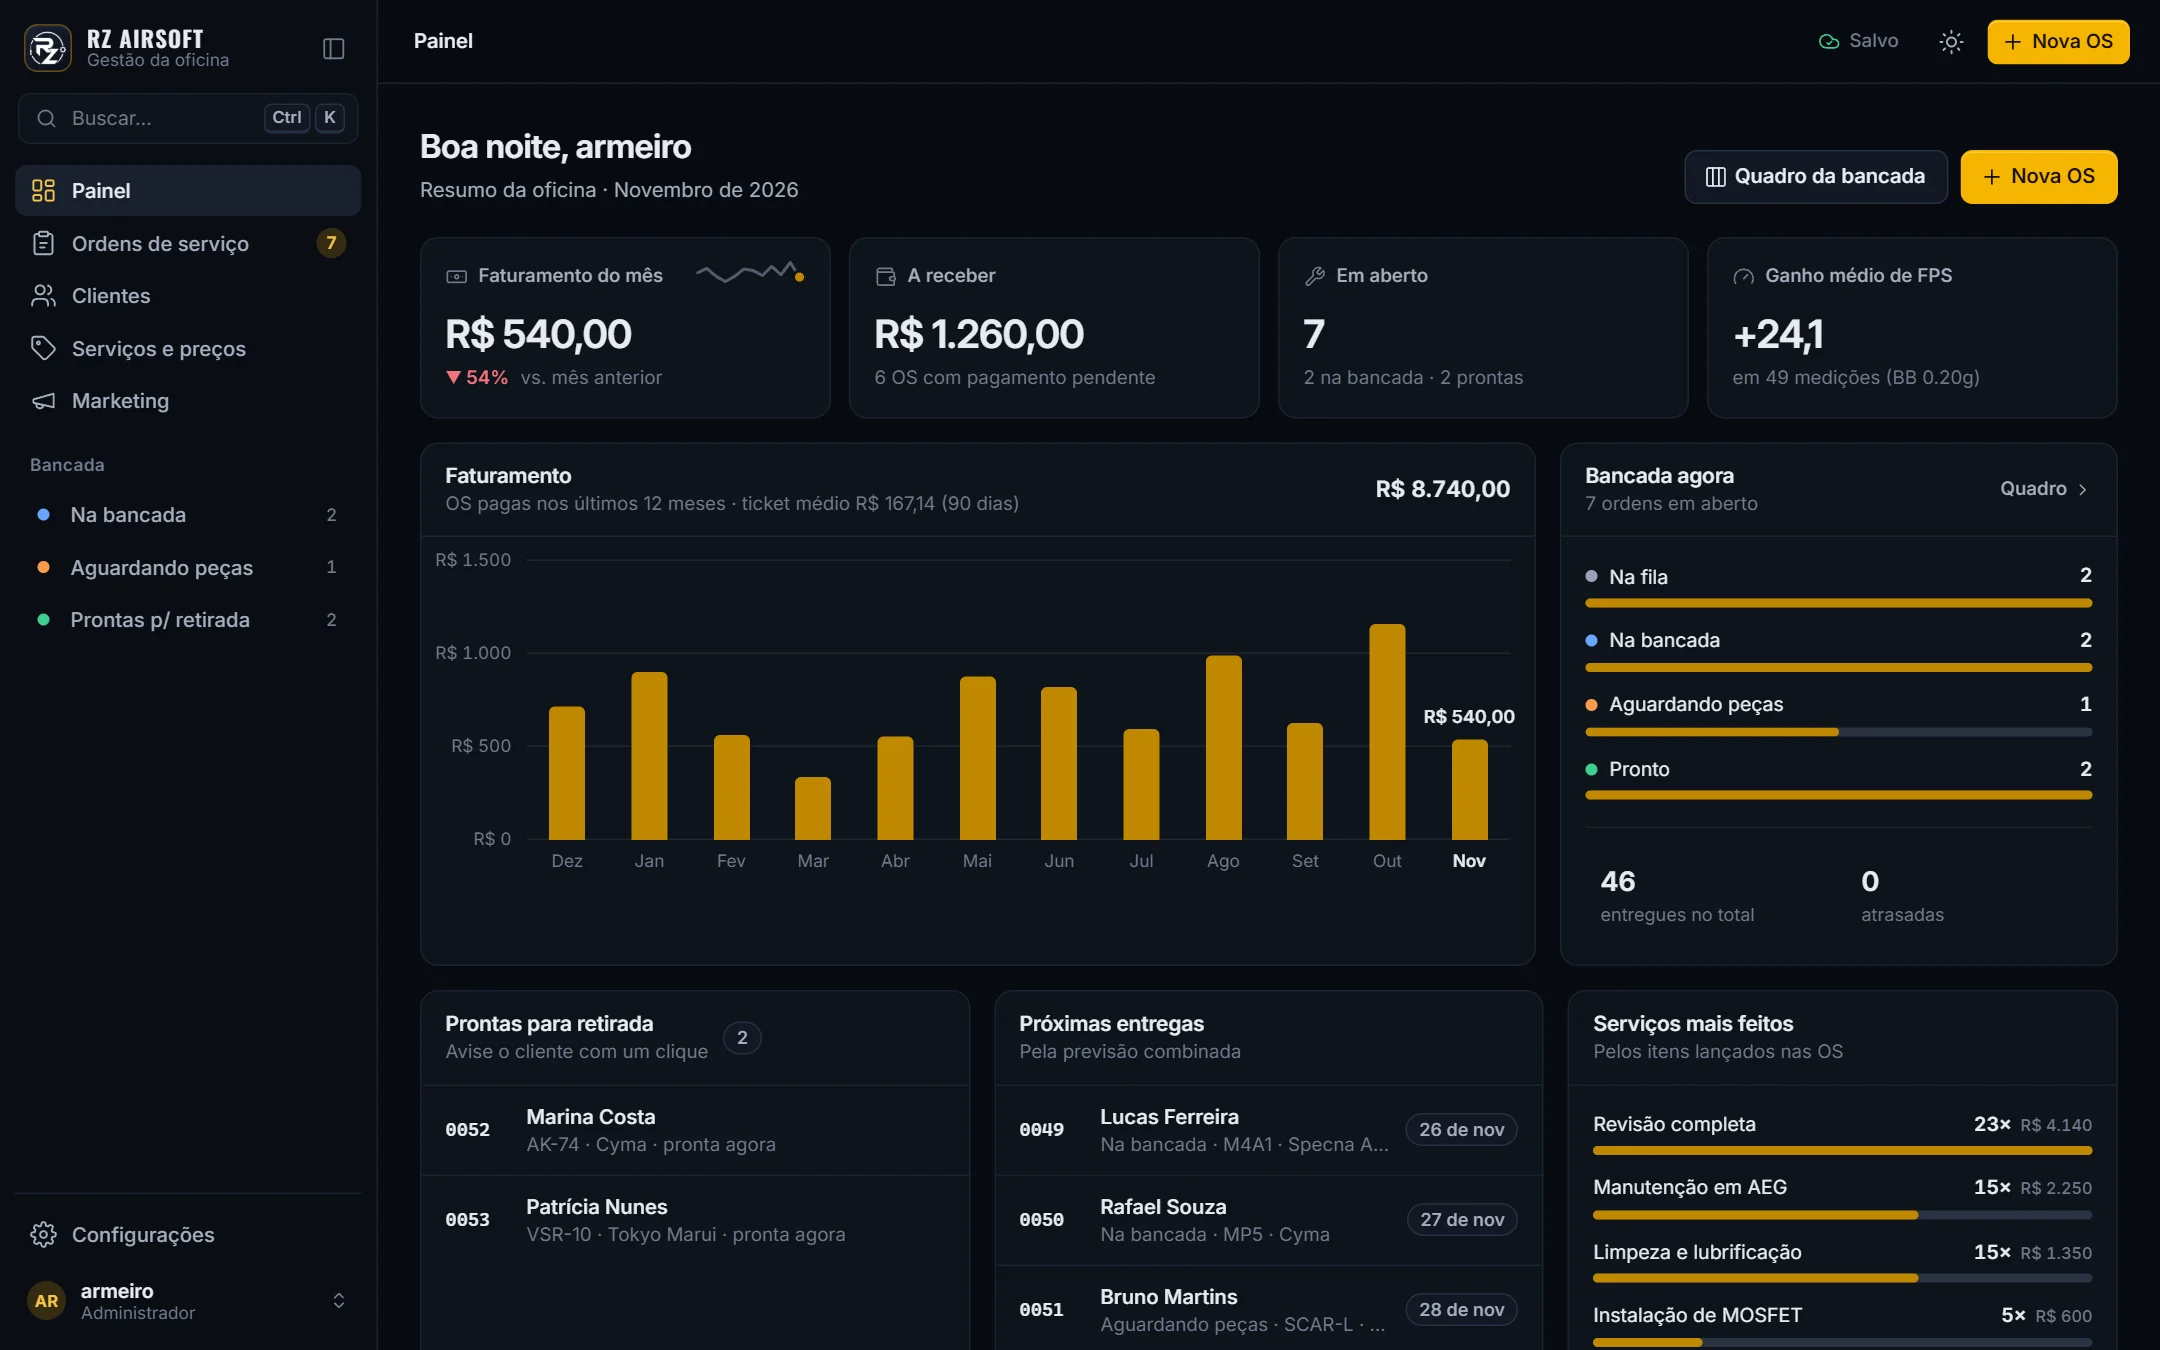 RZ AIRSOFT
Gestão da oficina
Buscar...
Ctrl K
Painel
Ordens de serviço 7
Clientes
Serviços e preços
Marketing
Bancada
Na bancada 2
Aguardando peças 1
Prontas p/ retirada 2
Configurações
AR
armeiro
Administrador
Painel
Salvo
Nova OS
Boa noite, armeiro
Resumo da oficina · Novembro de 2026
Quadro da bancada
Nova OS
Faturamento do mês
R$ 540,00
54% vs. mês anterior
A receber
R$ 1.260,00
6 OS com pagamento pendente
Em aberto
7
2 na bancada · 2 prontas
Ganho médio de FPS
+24,1
em 49 medições (BB 0.20g)
Faturamento
OS pagas nos últimos 12 meses · ticket médio R$ 167,14 (90 dias)
R$ 8.740,00
R$ 1.500
R$ 1.000
R$ 500
R$ 0
R$ 540,00
Dez Jan Fev Mar Abr Mai Jun Jul Ago Set Out Nov
Bancada agora
7 ordens em aberto
Quadro
Na fila 2
Na bancada 2
Aguardando peças 1
Pronto 2
46
entregues no total
0
atrasadas
Prontas para retirada
Avise o cliente com um clique
2
0052
Marina Costa
AK-74 · Cyma · pronta agora
0053
Patrícia Nunes
VSR-10 · Tokyo Marui · pronta agora
Próximas entregas
Pela previsão combinada
0049
Lucas Ferreira
Na bancada · M4A1 · Specna A...
26 de nov
0050
Rafael Souza
Na bancada · MP5 · Cyma
27 de nov
0051
Bruno Martins
Aguardando peças · SCAR-L · ...
28 de nov
Serviços mais feitos
Pelos itens lançados nas OS
Revisão completa 23× R$ 4.140
Manutenção em AEG 15× R$ 2.250
Limpeza e lubrificação 15× R$ 1.350
Instalação de MOSFET 5× R$ 600